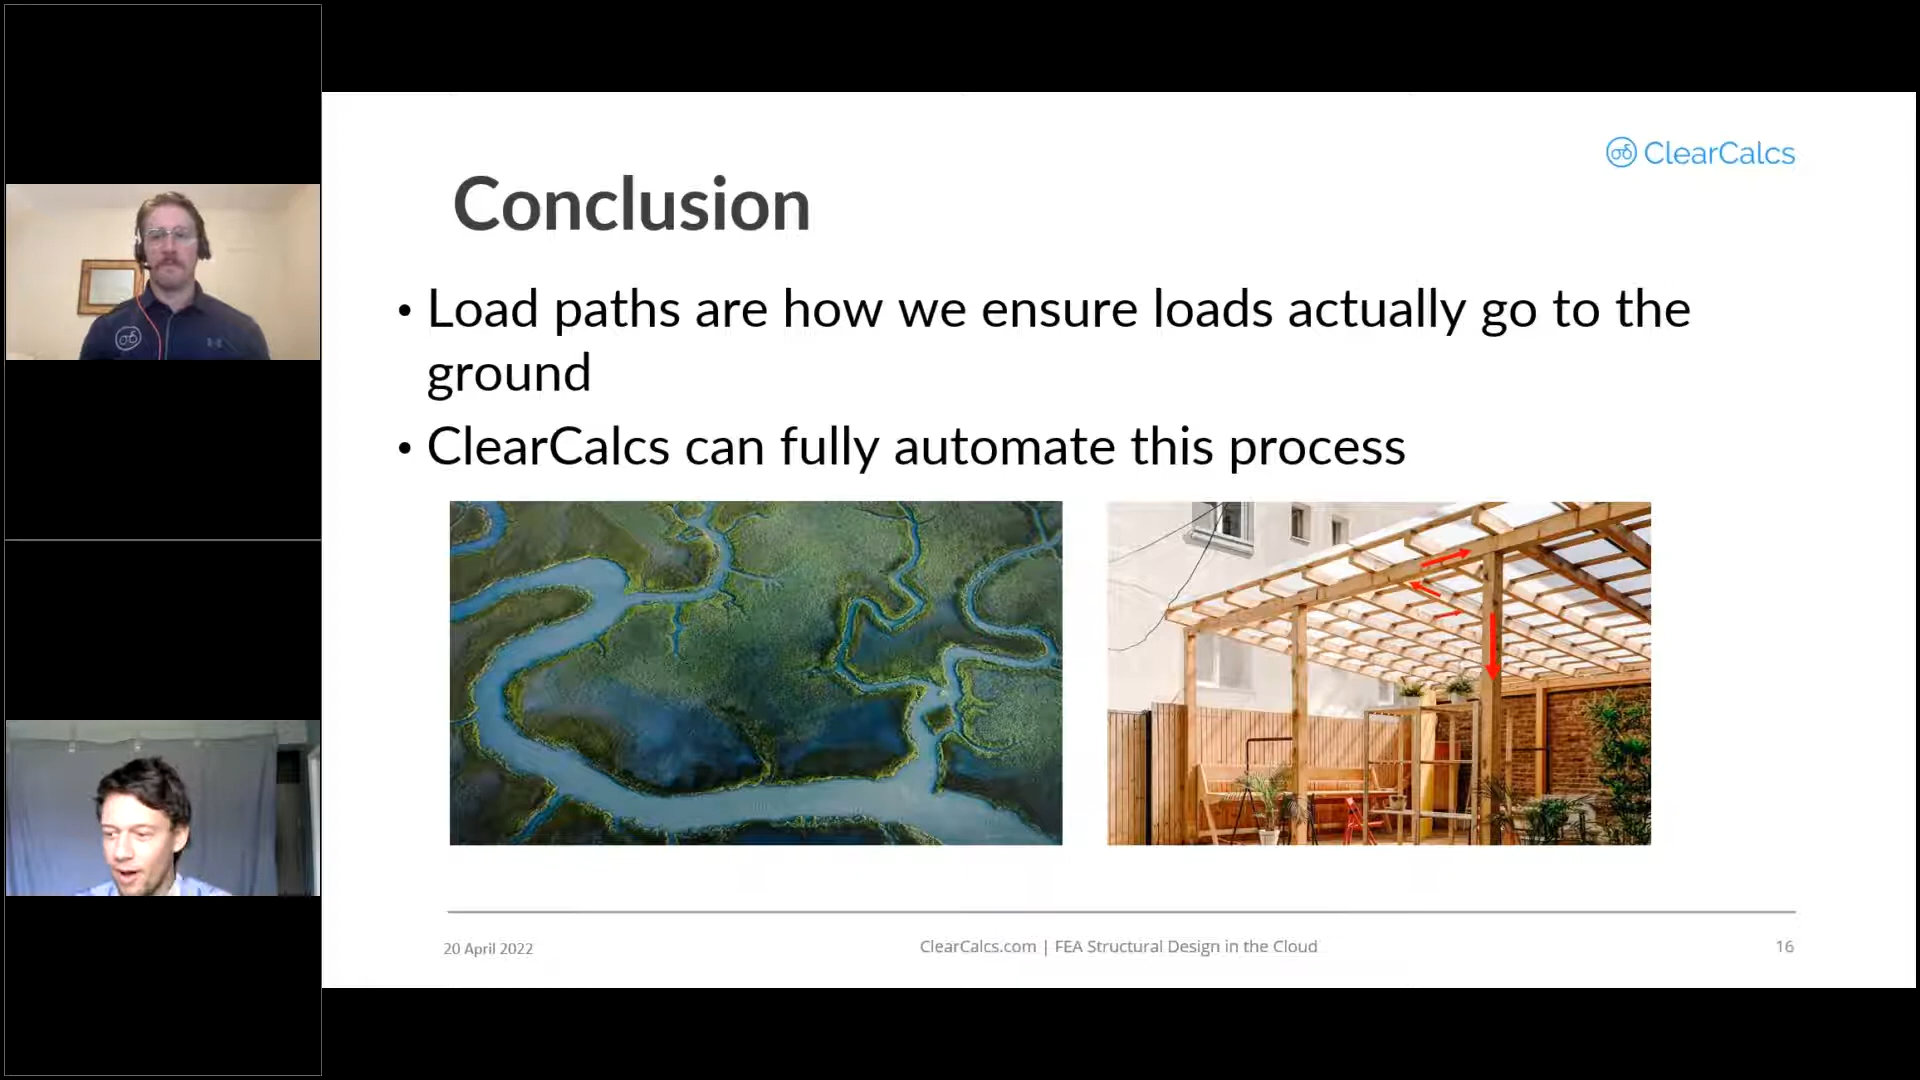 ClearCalcs
Conclusion
• Load paths are how we ensure loads actually go to the
ground
• ClearCalcs can fully automate this process
20 April 2022
ClearCalcs.com | FEA Structural Design in the Cloud
16